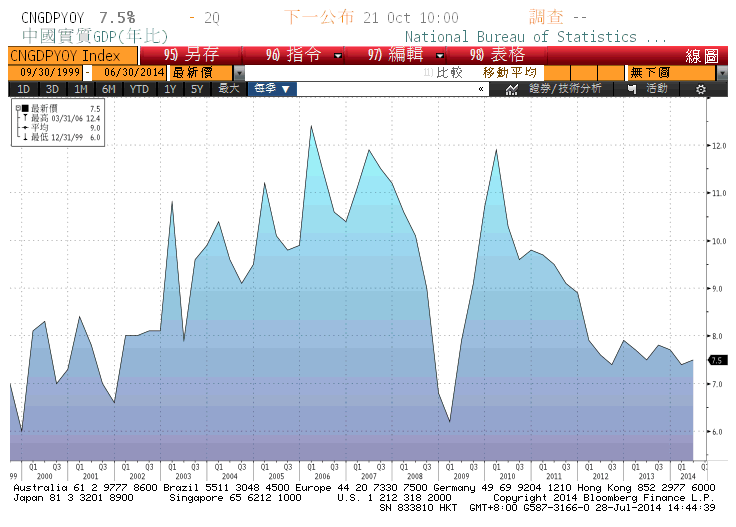 CNGDPYOY 7.5% - 2Q 下一公布 21 Oct 10:00 調查 --
中國實質GDP(年比) National Bureau of Statistics ...
CNGDPYOY Index 95) 另存 96) 指令 97) 編輯 98) 表格 線圖
09/30/1999 - 06/30/2014 最新價 比較 移動平均 無下價
1D 3D 1M 6M YTD 1Y 5Y 最大 每季 ▼ « 證券/技術分析 活動
最新價 7.5
最高 03/31/06 12.4
平均 9.0
最低 12/31/99 6.0
12.0
11.0
10.0
9.0
8.0
7.5
7.0
6.0
Q1 Q3 Q1 Q3 Q1 Q3 Q1 Q3 Q1 Q3 Q1 Q3 Q1 Q3 Q1 Q3 Q1 Q3 Q1 Q3 Q1 Q3 Q1 Q3 Q1 Q3 Q1 Q3 Q1
99 2000 2001 2002 2003 2004 2005 2006 2007 2008 2009 2010 2011 2012 2013 2014
Australia 61 2 9777 8600 Brazil 5511 3048 4500 Europe 44 20 7330 7500 Germany 49 69 9204 1210 Hong Kong 852 2977 6000
Japan 81 3 3201 8900 Singapore 65 6212 1000 U.S. 1 212 318 2000 Copyright 2014 Bloomberg Finance L.P.
SN 833810 HKT GMT+8:00 G587-3166-0 28-Jul-2014 14:44:39